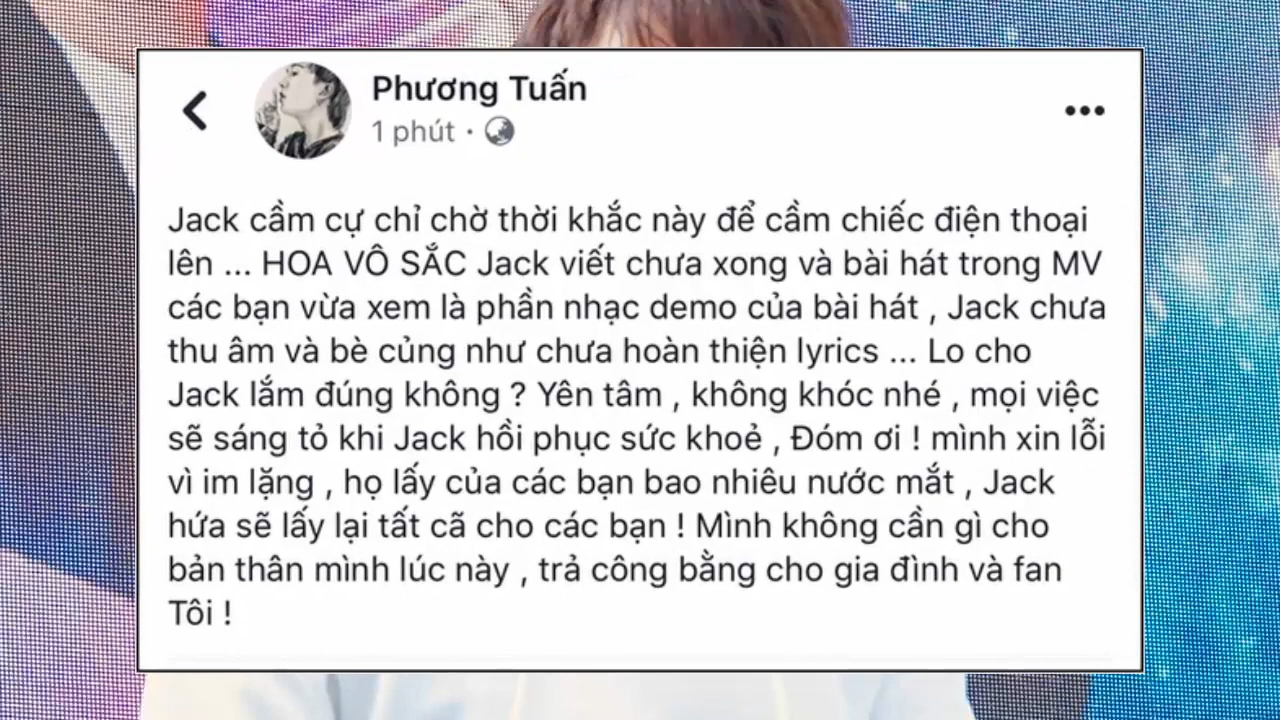 Phương Tuấn
1 phút ·
Jack cầm cự chỉ chờ thời khắc này để cầm chiếc điện thoại
lên ... HOA VÔ SẮC Jack viết chưa xong và bài hát trong MV
các bạn vừa xem là phần nhạc demo của bài hát , Jack chưa
thu âm và bè củng như chưa hoàn thiện lyrics ... Lo cho
Jack lắm đúng không ? Yên tâm , không khóc nhé , mọi việc
sẽ sáng tỏ khi Jack hồi phục sức khoẻ , Đóm ơi ! mình xin lỗi
vì im lặng , họ lấy của các bạn bao nhiêu nước mắt , Jack
hứa sẽ lấy lại tất cã cho các bạn ! Mình không cần gì cho
bản thân mình lúc này , trả công bằng cho gia đình và fan
Tôi !